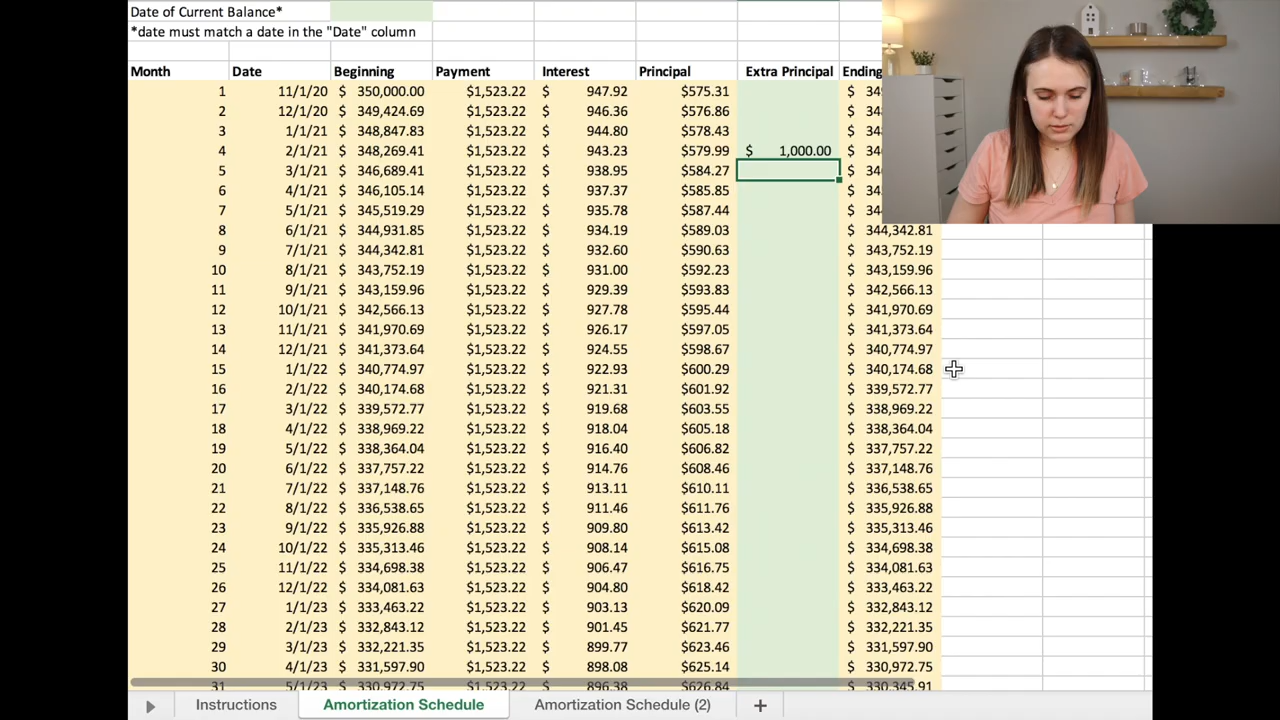 Date of Current Balance*
*date must match a date in the "Date" column
Month Date Beginning Payment Interest Principal Extra Principal Ending
1 11/1/20 $ 350,000.00 $1,523.22 $ 947.92 $575.31 $
2 12/1/20 $ 349,424.69 $1,523.22 $ 946.36 $576.86 $
3 1/1/21 $ 348,847.83 $1,523.22 $ 944.80 $578.43 $
4 2/1/21 $ 348,269.41 $1,523.22 $ 943.23 $579.99 $ 1,000.00 $
5 3/1/21 $ 346,689.41 $1,523.22 $ 938.95 $584.27 $
6 4/1/21 $ 346,105.14 $1,523.22 $ 937.37 $585.85 $
7 5/1/21 $ 345,519.29 $1,523.22 $ 935.78 $587.44 $
8 6/1/21 $ 344,931.85 $1,523.22 $ 934.19 $589.03 $ 344,342.81
9 7/1/21 $ 344,342.81 $1,523.22 $ 932.60 $590.63 $ 343,752.19
10 8/1/21 $ 343,752.19 $1,523.22 $ 931.00 $592.23 $ 343,159.96
11 9/1/21 $ 343,159.96 $1,523.22 $ 929.39 $593.83 $ 342,566.13
12 10/1/21 $ 342,566.13 $1,523.22 $ 927.78 $595.44 $ 341,970.69
13 11/1/21 $ 341,970.69 $1,523.22 $ 926.17 $597.05 $ 341,373.64
14 12/1/21 $ 341,373.64 $1,523.22 $ 924.55 $598.67 $ 340,774.97
15 1/1/22 $ 340,774.97 $1,523.22 $ 922.93 $600.29 $ 340,174.68
16 2/1/22 $ 340,174.68 $1,523.22 $ 921.31 $601.92 $ 339,572.77
17 3/1/22 $ 339,572.77 $1,523.22 $ 919.68 $603.55 $ 338,969.22
18 4/1/22 $ 338,969.22 $1,523.22 $ 918.04 $605.18 $ 338,364.04
19 5/1/22 $ 338,364.04 $1,523.22 $ 916.40 $606.82 $ 337,757.22
20 6/1/22 $ 337,757.22 $1,523.22 $ 914.76 $608.46 $ 337,148.76
21 7/1/22 $ 337,148.76 $1,523.22 $ 913.11 $610.11 $ 336,538.65
22 8/1/22 $ 336,538.65 $1,523.22 $ 911.46 $611.76 $ 335,926.88
23 9/1/22 $ 335,926.88 $1,523.22 $ 909.80 $613.42 $ 335,313.46
24 10/1/22 $ 335,313.46 $1,523.22 $ 908.14 $615.08 $ 334,698.38
25 11/1/22 $ 334,698.38 $1,523.22 $ 906.47 $616.75 $ 334,081.63
26 12/1/22 $ 334,081.63 $1,523.22 $ 904.80 $618.42 $ 333,463.22
27 1/1/23 $ 333,463.22 $1,523.22 $ 903.13 $620.09 $ 332,843.12
28 2/1/23 $ 332,843.12 $1,523.22 $ 901.45 $621.77 $ 332,221.35
29 3/1/23 $ 332,221.35 $1,523.22 $ 899.77 $623.46 $ 331,597.90
30 4/1/23 $ 331,597.90 $1,523.22 $ 898.08 $625.14 $ 330,972.75
31 5/1/23 $ 330,972.75 $1,523.22 $ 896.38 $626.84 $ 330,345.91
Instructions Amortization Schedule Amortization Schedule (2) +